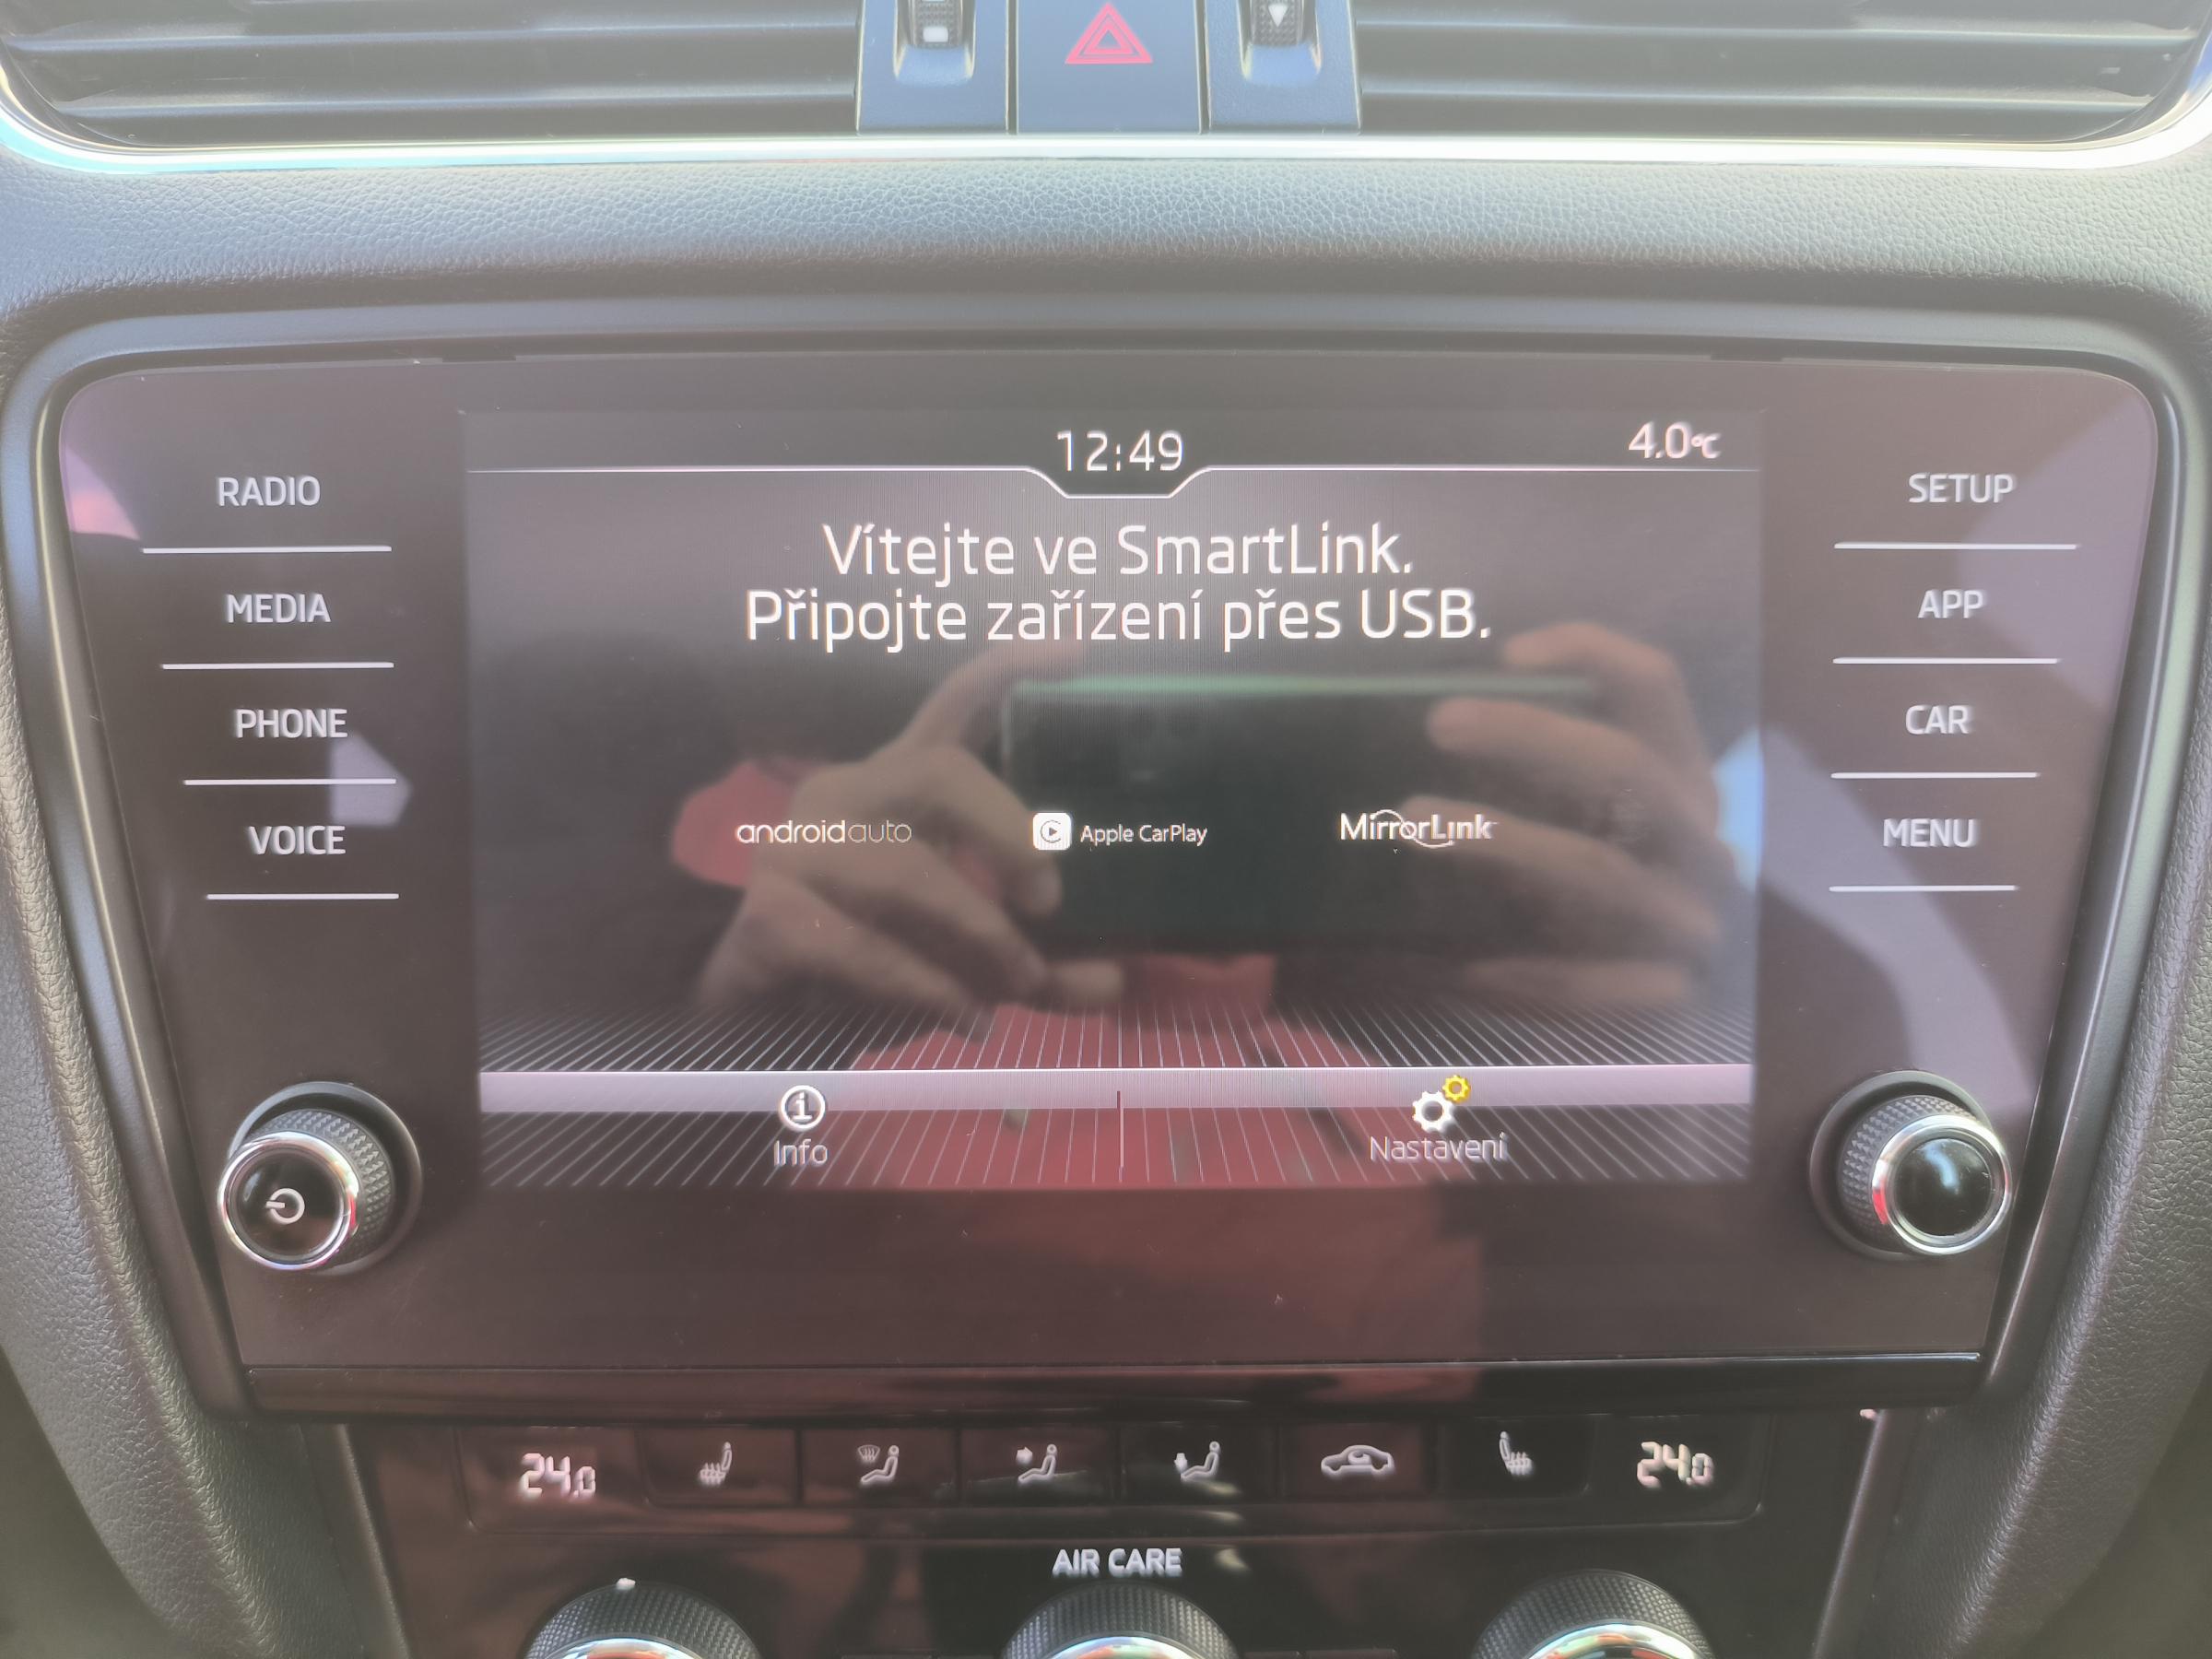 12:49
4.0°C
RADIO
MEDIA
PHONE
VOICE
Vítejte ve SmartLink.
Připojte zařízení přes USB.
androidauto
Apple CarPlay
MirrorLink
Info
Nastavení
SETUP
APP
CAR
MENU
24.0
24.0
AIR CARE